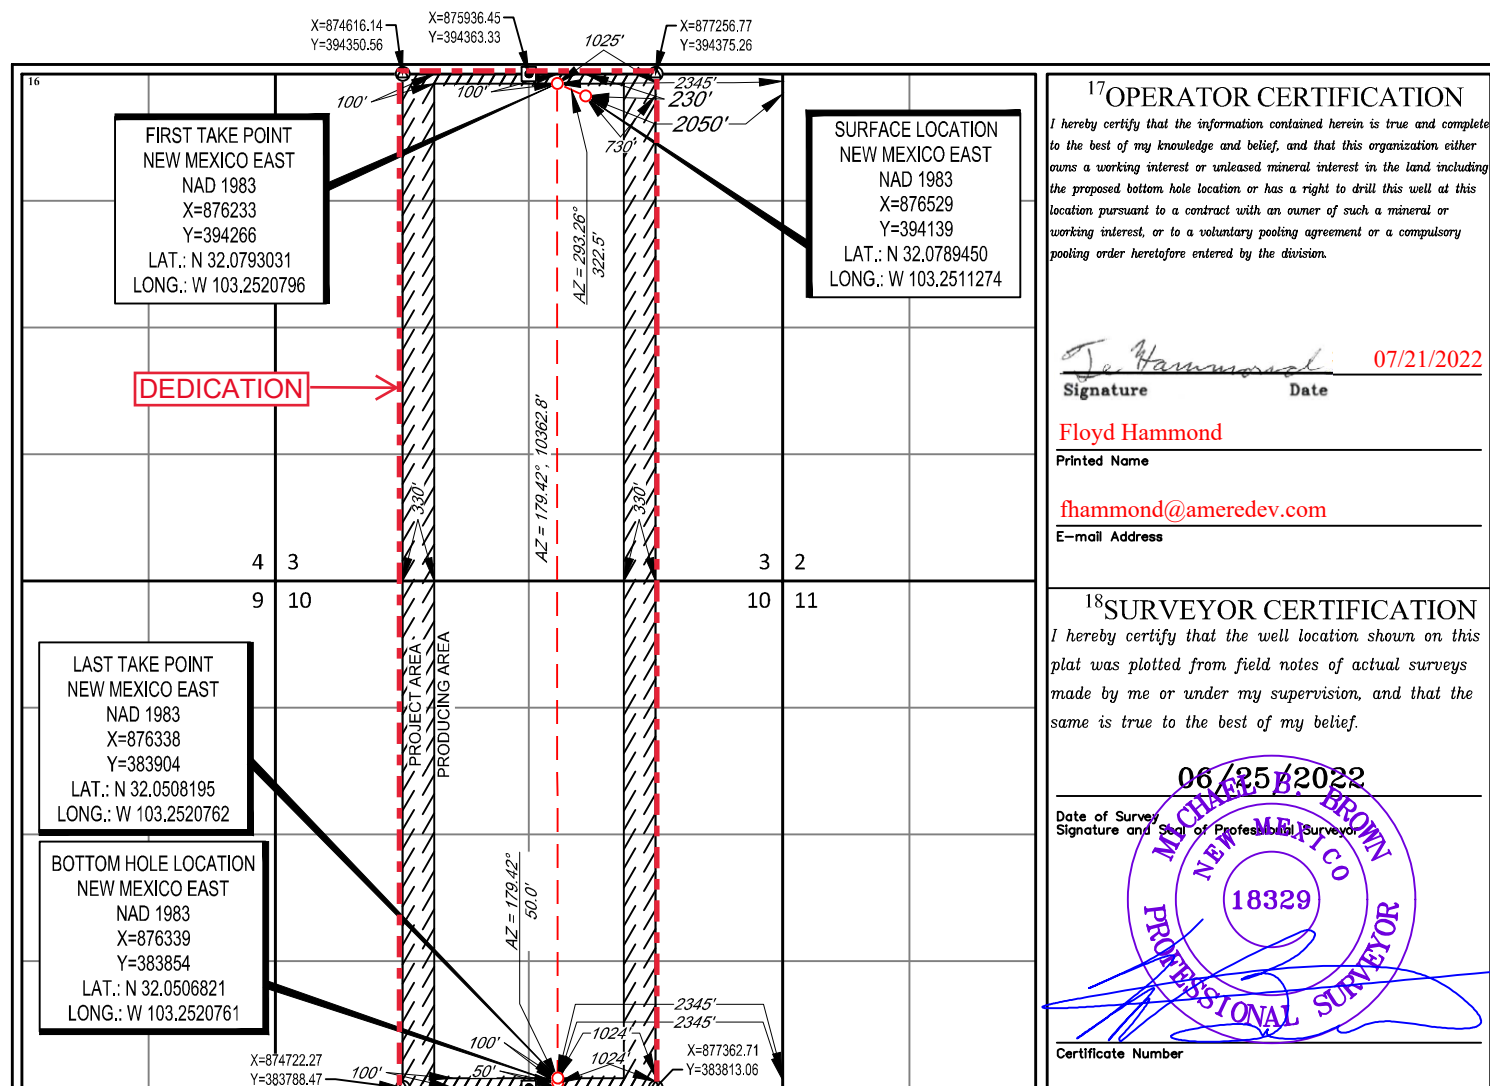 X=874616.14
Y=394350.56
X=875936.45
Y=394363.33
X=877256.77
Y=394375.26
1025'
16
100'
100'
2345'
230'
2050'
730'
FIRST TAKE POINT
NEW MEXICO EAST
NAD 1983
X=876233
Y=394266
LAT.: N 32.0793031
LONG.: W 103.2520796
SURFACE LOCATION
NEW MEXICO EAST
NAD 1983
X=876529
Y=394139
LAT.: N 32.0789450
LONG.: W 103.2511274
AZ = 293.26°
322.5'
DEDICATION
AZ = 179.42°, 10362.8'
330'
330'
4 3
3 2
9 10
10 11
PROJECT AREA
PRODUCING AREA
LAST TAKE POINT
NEW MEXICO EAST
NAD 1983
X=876338
Y=383904
LAT.: N 32.0508195
LONG.: W 103.2520762
BOTTOM HOLE LOCATION
NEW MEXICO EAST
NAD 1983
X=876339
Y=383854
LAT.: N 32.0506821
LONG.: W 103.2520761
AZ = 179.42°
50.0'
2345'
2345'
1024'
1024'
100'
50'
100'
X=874722.27
Y=383788.47
X=877362.71
Y=383813.06
17 OPERATOR CERTIFICATION
I hereby certify that the information contained herein is true and complete
to the best of my knowledge and belief, and that this organization either
owns a working interest or unleased mineral interest in the land including
the proposed bottom hole location or has a right to drill this well at this
location pursuant to a contract with an owner of such a mineral or
working interest, or to a voluntary pooling agreement or a compulsory
pooling order heretofore entered by the division.
Hammond
07/21/2022
Signature Date
Floyd Hammond
Printed Name
fhammond@ameredev.com
E-mail Address
18 SURVEYOR CERTIFICATION
I hereby certify that the well location shown on this
plat was plotted from field notes of actual surveys
made by me or under my supervision, and that the
same is true to the best of my belief.
06/25/2022
Date of Survey
Signature and Seal of Professional Surveyor
MICHAEL B. BROWN
NEW MEXICO
18329
PROFESSIONAL SURVEYOR
Certificate Number